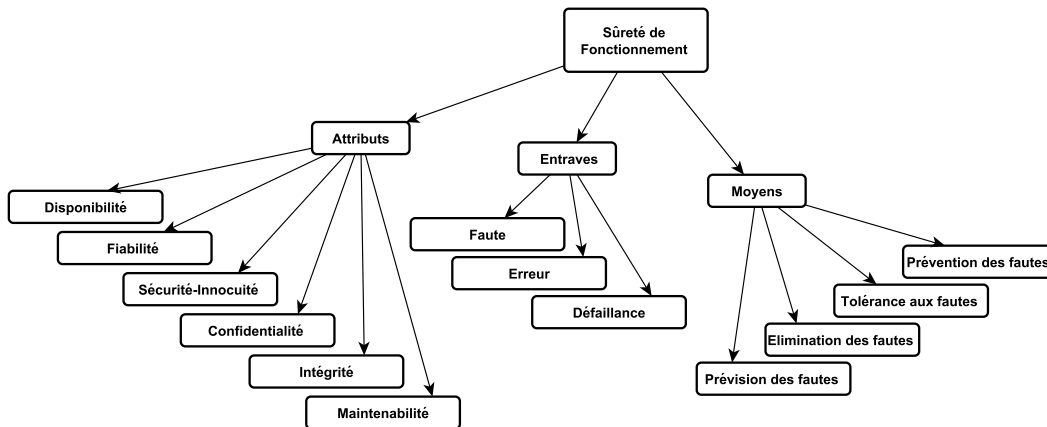 Sûreté de
Fonctionnement
Attributs
Entraves
Moyens
Disponibilité
Fiabilité
Sécurité-Innocuité
Confidentialité
Intégrité
Maintenabilité
Faute
Erreur
Défaillance
Prévention des fautes
Tolérance aux fautes
Elimination des fautes
Prévision des fautes